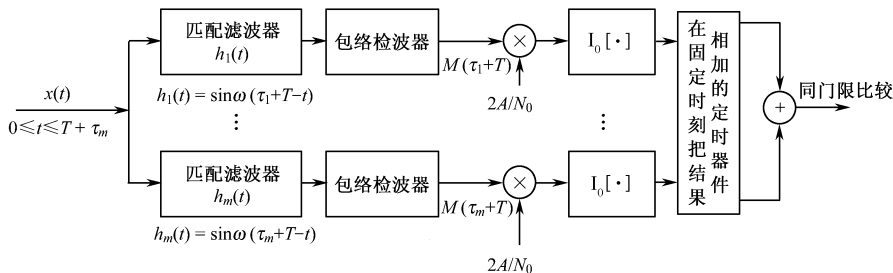 x(t)
0≤t≤T + τm
匹配滤波器
h1(t)
h1(t) = sinω (τ1+T−t)
包络检波器
M (τ1+T)
×
2A/N0
I0 [ • ]
⋮
⋮
匹配滤波器
hm(t)
hm(t) = sinω (τm+T−t)
包络检波器
M (τm+T)
×
2A/N0
I0 [ • ]
在固定时刻把结果
相加的定时器件
+
同门限比较